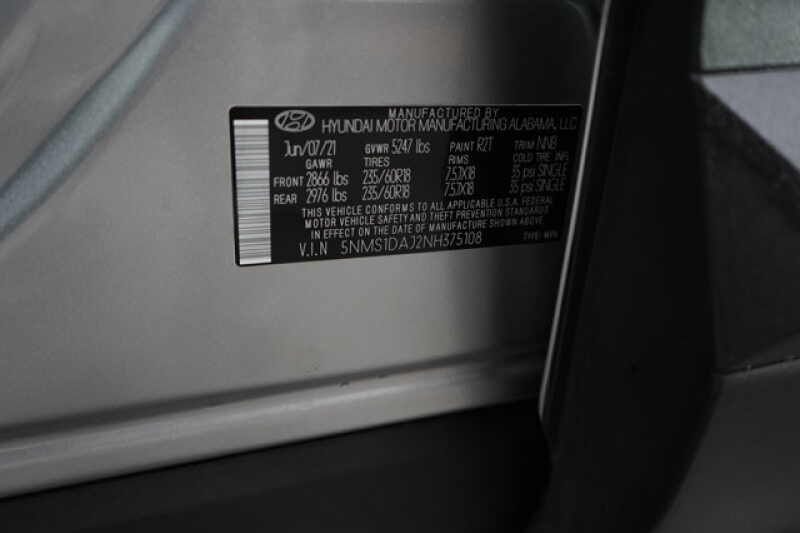 MANUFACTURED BY
HYUNDAI MOTOR MANUFACTURING ALABAMA, LLC
Jun/07/21 GVWR 5247 lbs PAINT R2T TRIM NNB
GAWR TIRES RIMS COLD TIRE INF.
FRONT 2866 lbs 235/60R18 7.5JX18 35 psi SINGLE
REAR 2976 lbs 235/60R18 7.5JX18 35 psi SINGLE
THIS VEHICLE CONFORMS TO ALL APPLICABLE U.S.A. FEDERAL
MOTOR VEHICLE SAFETY AND THEFT PREVENTION STANDARDS
IN EFFECT ON THE DATE OF MANUFACTURE SHOWN ABOVE.
V.I.N 5NMS1DAJ2NH375108 TYPE: MPV